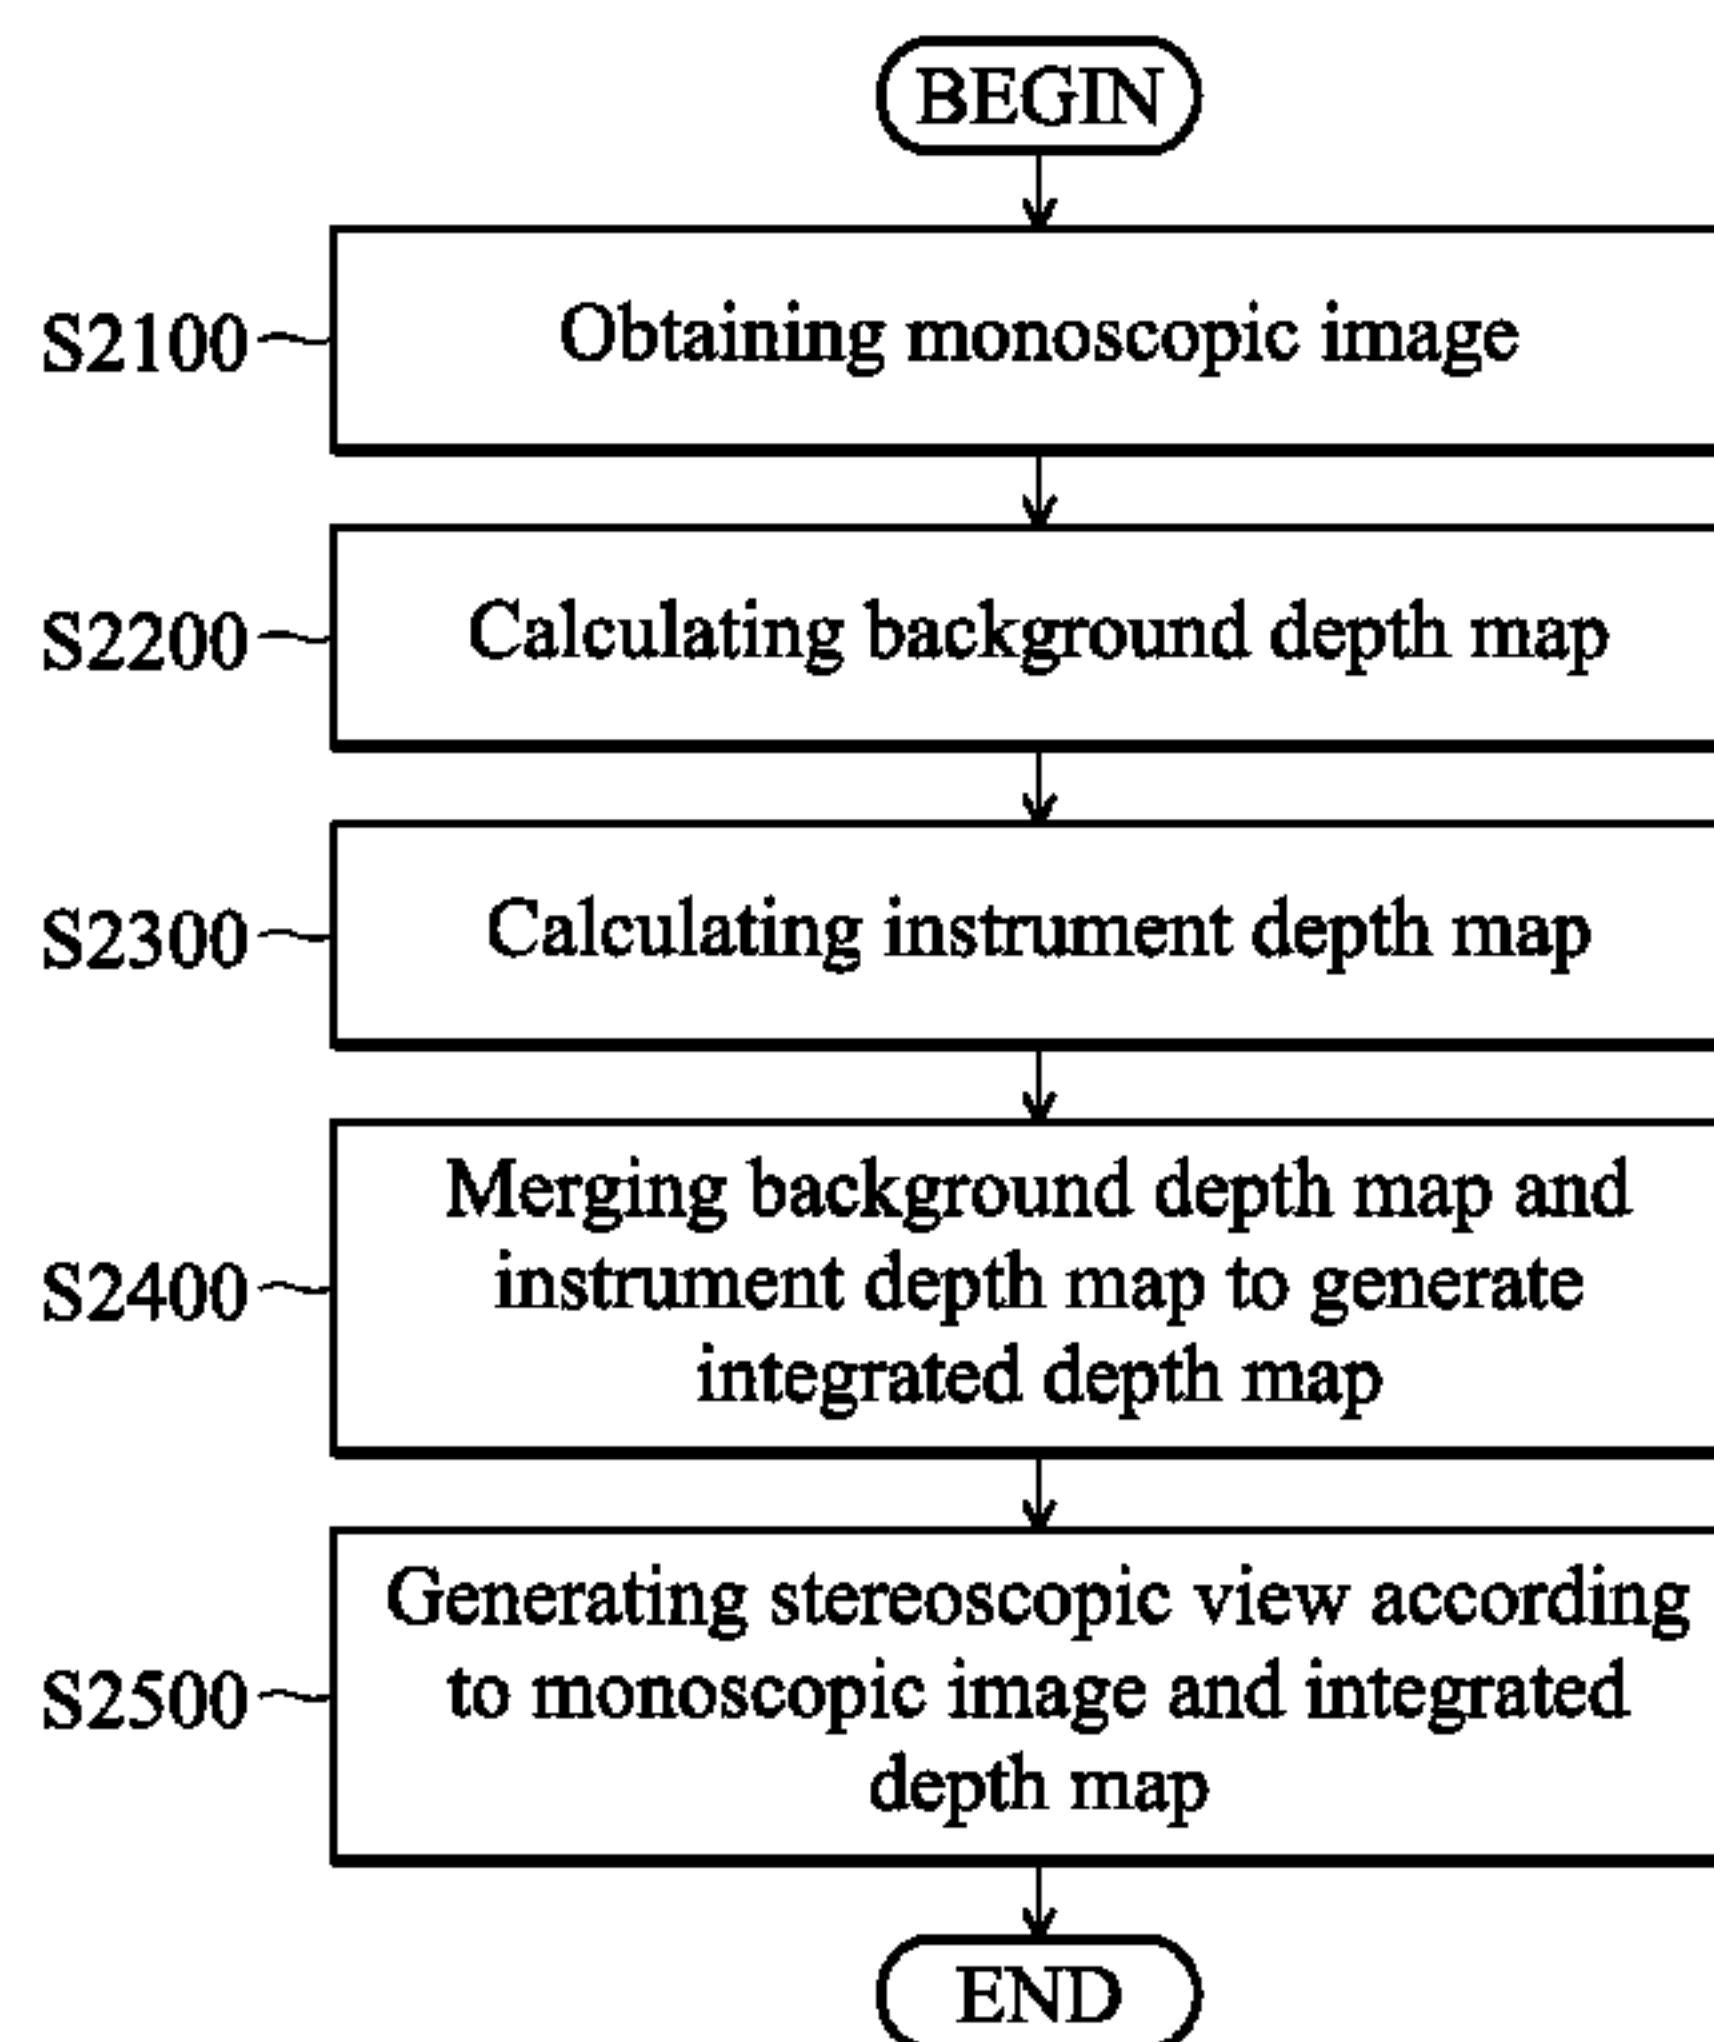 BEGIN
S2100
Obtaining monoscopic image
S2200
Calculating background depth map
S2300
Calculating instrument depth map
S2400
Merging background depth map and
instrument depth map to generate
integrated depth map
S2500
Generating stereoscopic view according
to monoscopic image and integrated
depth map
END